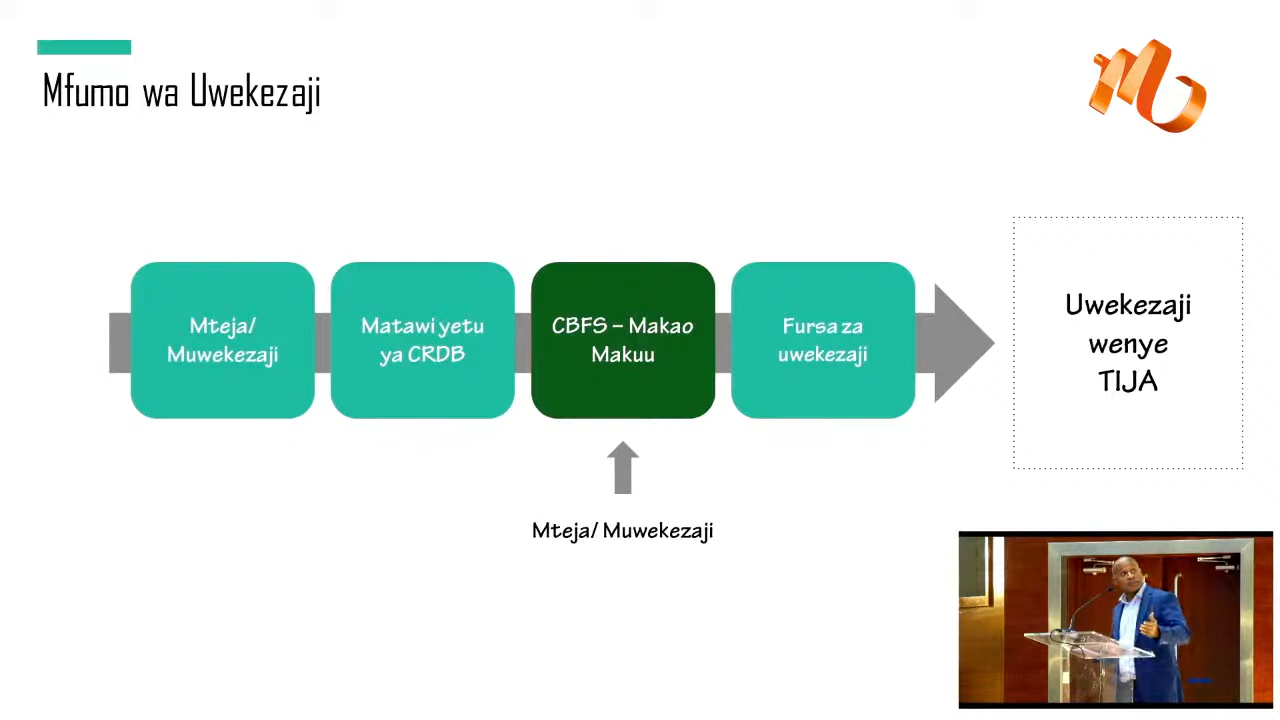 Mfumo wa Uwekezaji
Mteja/
Muwekezaji
Matawi yetu
ya CRDB
CBFS – Makao
Makuu
Fursa za
uwekezaji
Uwekezaji
wenye
TIJA
Mteja/ Muwekezaji